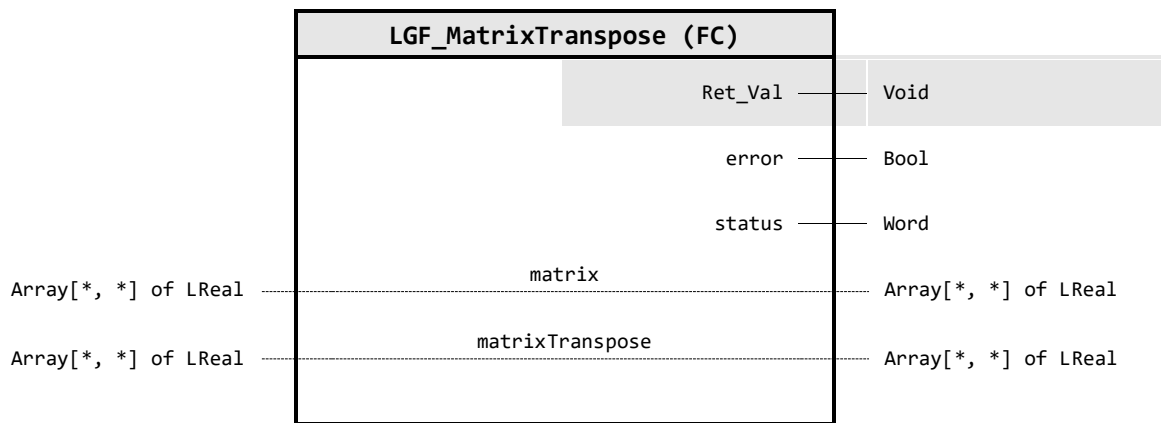 LGF_MatrixTranspose (FC)
Ret_Val Void
error Bool
status Word
Array[*, *] of LReal matrix Array[*, *] of LReal
Array[*, *] of LReal matrixTranspose Array[*, *] of LReal